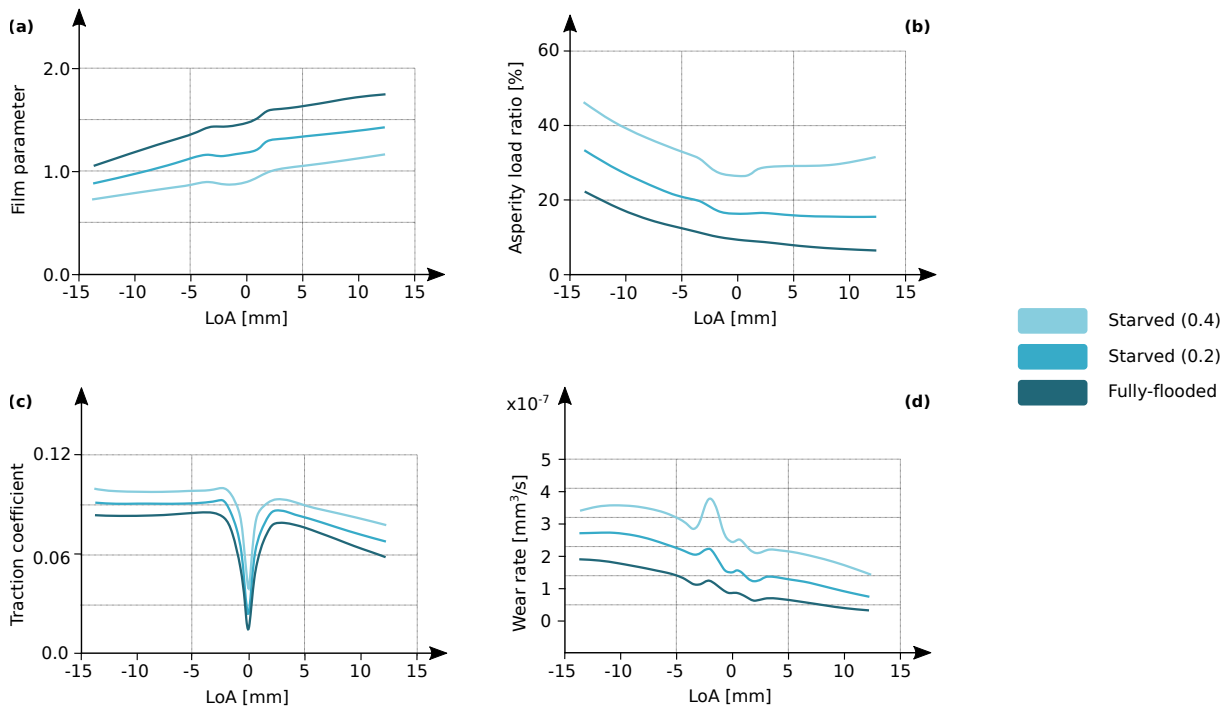 (a)
Film parameter
2.0
1.0
0.0
-15 -10 -5 0 5 10 15
LoA [mm]
(b)
Asperity load ratio [%]
60
40
20
0
-15 -10 -5 0 5 10 15
LoA [mm]
Starved (0.4)
Starved (0.2)
Fully-flooded
(c)
Traction coefficient
0.12
0.06
0.0
-15 -10 -5 0 5 10 15
LoA [mm]
x10⁻⁷
(d)
Wear rate [mm³/s]
5
4
3
2
1
0
-15 -10 -5 0 5 10 15
LoA [mm]